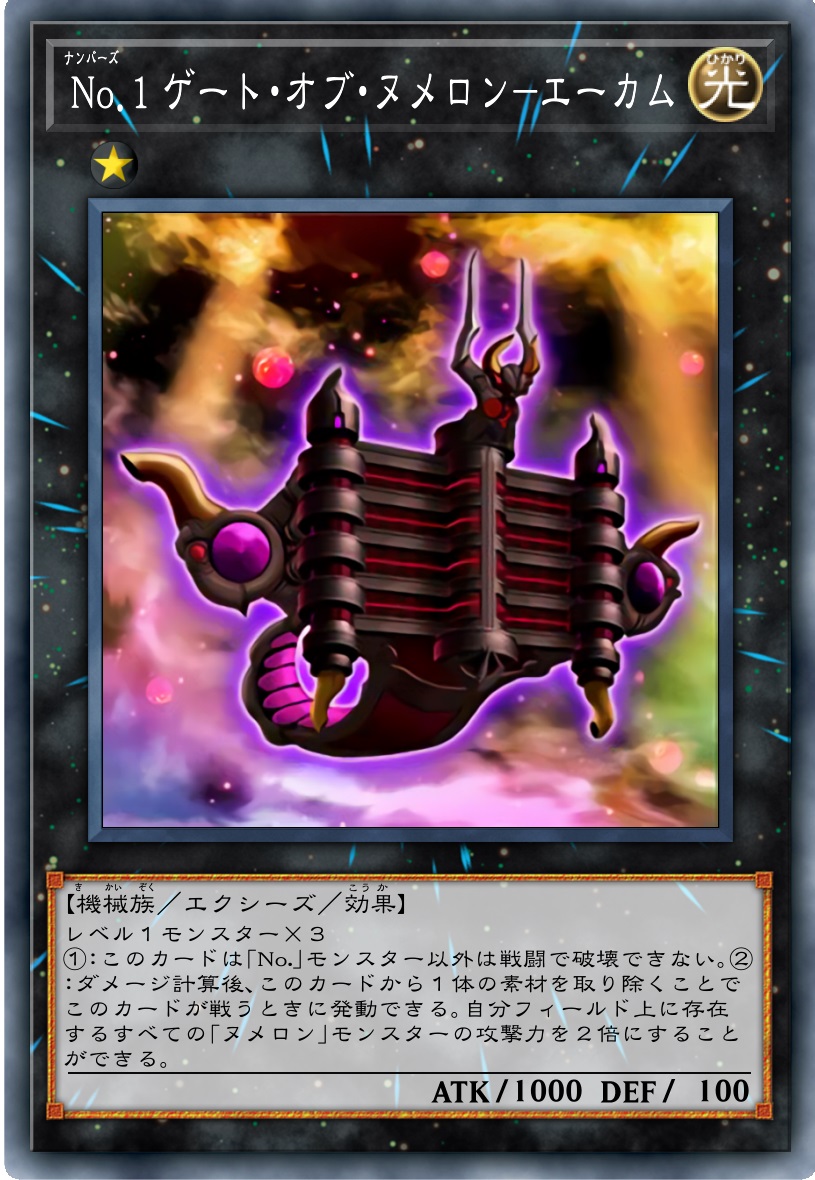 ナンバーズ
No.1 ゲート・オブ・ヌメロン－エーカム
ひかり
光
き かい ぞく こう か
【機械族／エクシーズ／効果】
レベル１モンスター×３
①：このカードは「No.」モンスター以外は戦闘で破壊できない。②
：ダメージ計算後、このカードから１体の素材を取り除くことで
このカードが戦うときに発動できる。自分フィールド上に存在
するすべての「ヌメロン」モンスターの攻撃力を２倍にすること
ができる。
ATK/1000 DEF/ 100